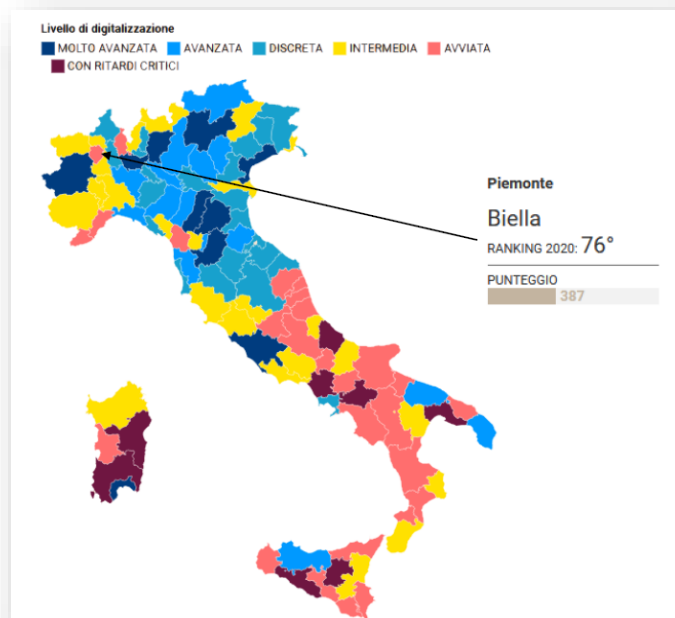 Livello di digitalizzazione
MOLTO AVANZATA AVANZATA DISCRETA INTERMEDIA AVVIATA
CON RITARDI CRITICI
Piemonte
Biella
RANKING 2020: 76°
PUNTEGGIO
387